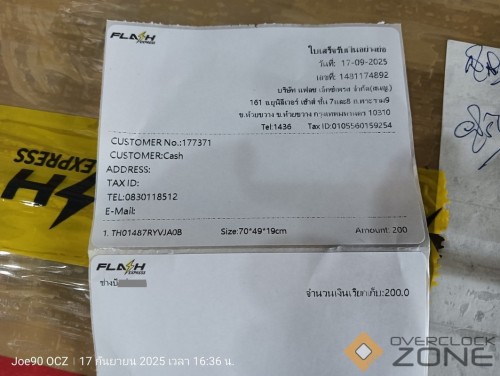 FLASH EXPRESS
ใบเสร็จรับเงินอย่างย่อ
วันที่: 17-09-2025
เลขที่: 1481174892
บริษัท แฟลช เอ็กซ์เพรส จำกัด
161 อ.ยูนิลีเวอร์ เฮ้าส์ ชั้น 7และ8 ถ.พระราม9
ข.ห้วยขวาง ข.ห้วยขวาง กรุงเทพมหานคร 10310
Tel:1436 Tax ID:0105560159254
CUSTOMER No.:177371
CUSTOMER:Cash
ADDRESS:
TAX ID:
TEL:0830118512
E-Mail:
1. TH01487RYVJA0B Size:70*49*19cm Amount: 200
FLASH EXPRESS
ช่างบี
จำนวนเงินเรียกเก็บ:200.0
EXPRESS
Joe90 OCZ | 17 กันยายน 2025 เวลา 16:36 น.
OVERCLOCK
ZONE